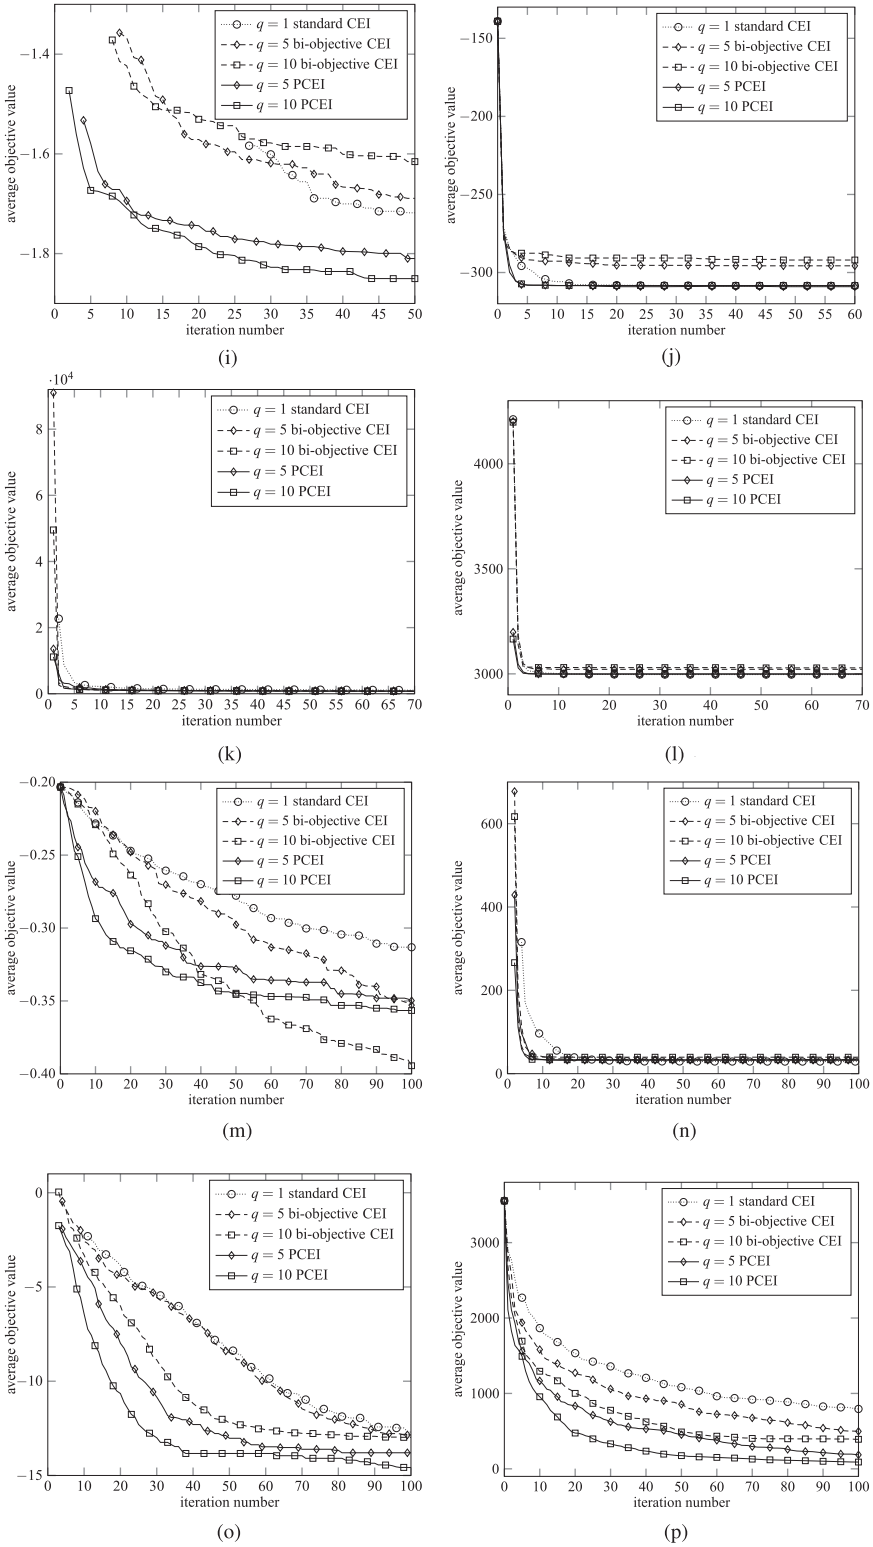 q = 1 standard CEI
q = 5 bi-objective CEI
q = 10 bi-objective CEI
q = 5 PCEI
q = 10 PCEI
−1.4
−1.6
−1.8
average objective value
0 5 10 15 20 25 30 35 40 45 50
iteration number
(i)
q = 1 standard CEI
q = 5 bi-objective CEI
q = 10 bi-objective CEI
q = 5 PCEI
q = 10 PCEI
−150
−200
−250
−300
average objective value
0 5 10 15 20 25 30 35 40 45 50 55 60
iteration number
(j)
·10⁴
q = 1 standard CEI
q = 5 bi-objective CEI
q = 10 bi-objective CEI
q = 5 PCEI
q = 10 PCEI
8
6
4
2
0
average objective value
0 5 10 15 20 25 30 35 40 45 50 55 60 65 70
iteration number
(k)
q = 1 standard CEI
q = 5 bi-objective CEI
q = 10 bi-objective CEI
q = 5 PCEI
q = 10 PCEI
4000
3500
3000
average objective value
0 10 20 30 40 50 60 70
iteration number
(l)
−0.20
−0.25
−0.30
−0.35
−0.40
q = 1 standard CEI
q = 5 bi-objective CEI
q = 10 bi-objective CEI
q = 5 PCEI
q = 10 PCEI
average objective value
0 10 20 30 40 50 60 70 80 90 100
iteration number
(m)
q = 1 standard CEI
q = 5 bi-objective CEI
q = 10 bi-objective CEI
q = 5 PCEI
q = 10 PCEI
600
400
200
0
average objective value
0 10 20 30 40 50 60 70 80 90 100
iteration number
(n)
q = 1 standard CEI
q = 5 bi-objective CEI
q = 10 bi-objective CEI
q = 5 PCEI
q = 10 PCEI
0
−5
−10
−15
average objective value
0 10 20 30 40 50 60 70 80 90 100
iteration number
(o)
q = 1 standard CEI
q = 5 bi-objective CEI
q = 10 bi-objective CEI
q = 5 PCEI
q = 10 PCEI
3000
2000
1000
0
average objective value
0 10 20 30 40 50 60 70 80 90 100
iteration number
(p)